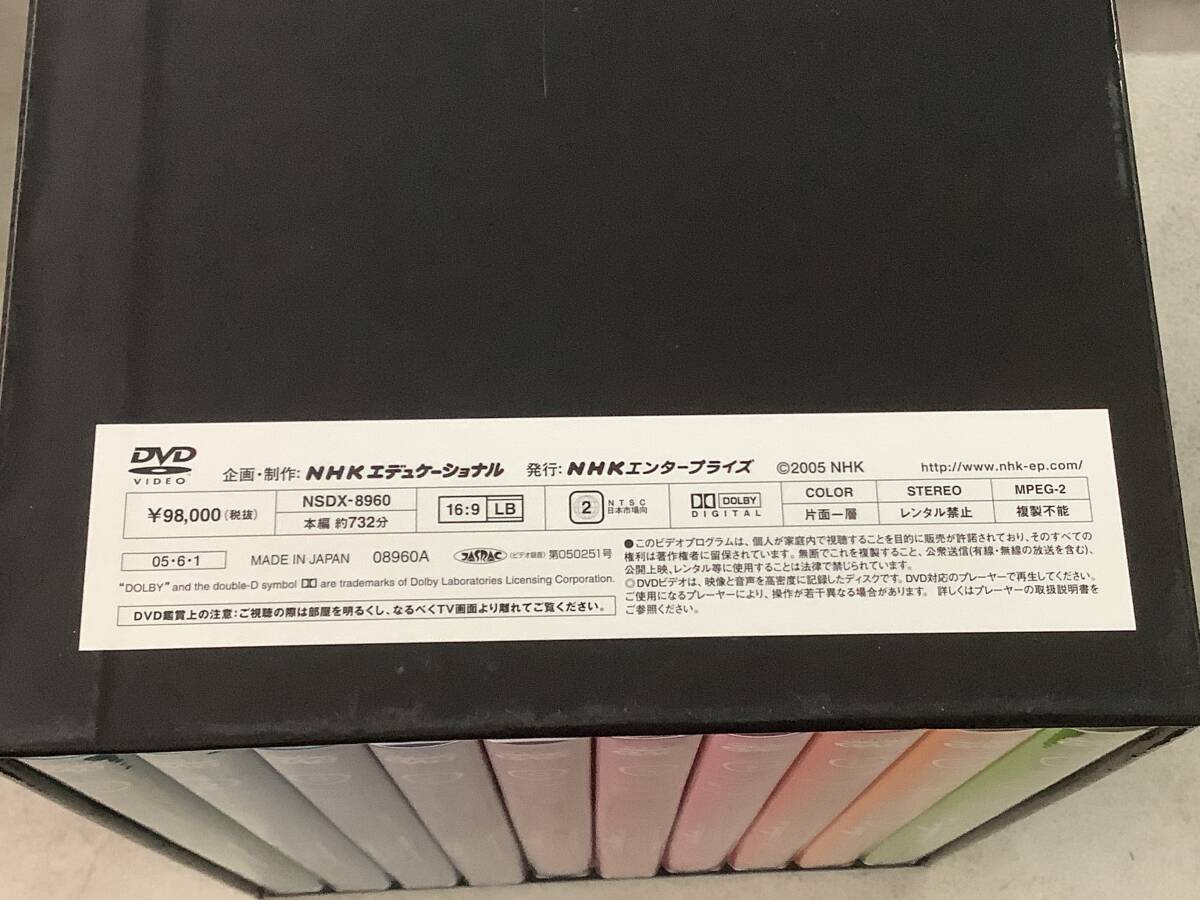 DVD VIDEO 企画・制作：NHKエデュケーショナル 発行：NHKエンタープライズ ©2005 NHK http://www.nhk-ep.com/
¥98,000（税抜） NSDX-8960 16:9 LB 2 NTSC 日本市場向 DOLBY DIGITAL COLOR STEREO MPEG-2
本編 約732分 片面一層 レンタル禁止 複製不能
05・6・1 MADE IN JAPAN 08960A JASRAC （ビデオ録音）第050251号
"DOLBY" and the double-D symbol are trademarks of Dolby Laboratories Licensing Corporation.
DVD鑑賞上の注意：ご視聴の際は部屋を明るくし、なるべくTV画面より離れてご覧ください。
●このビデオプログラムは、個人が家庭内で視聴することを目的に販売が許諾されており、そのすべての
権利は著作権者に留保されています。無断でこれを複製すること、公衆送信（有線・無線の放送を含む）、
公開上映、レンタル等に使用することは法律で禁じられています。
◎DVDビデオは、映像と音声を高密度に記録したディスクです。DVD対応のプレーヤーで再生してください。
ご使用になるプレーヤーにより、操作が若干異なる場合があります。 詳しくはプレーヤーの取扱説明書を
ご参照ください。